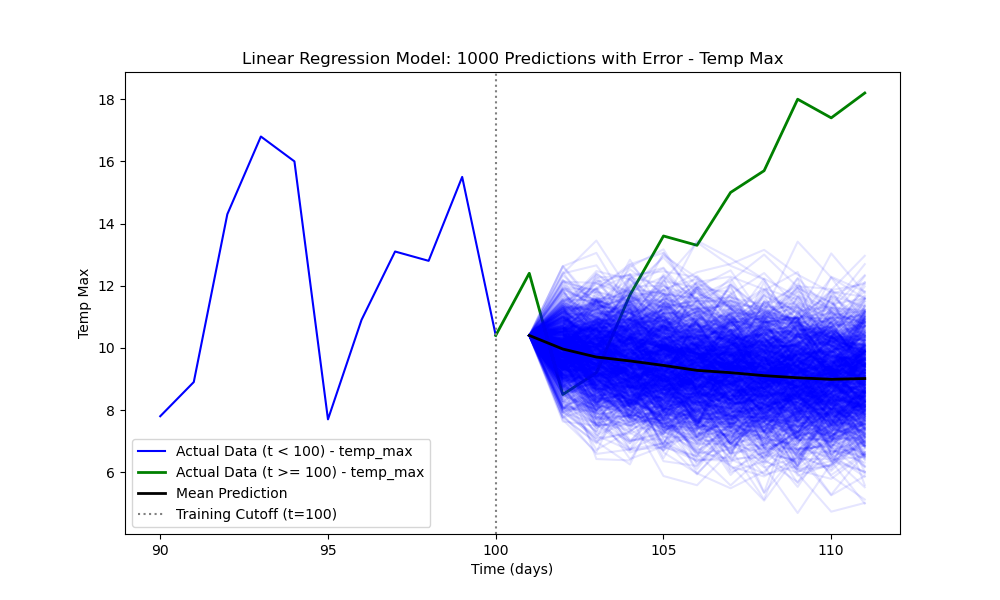 Linear Regression Model: 1000 Predictions with Error - Temp Max
18
16
14
12
10
8
6
Temp Max
Actual Data (t < 100) - temp_max
Actual Data (t >= 100) - temp_max
Mean Prediction
Training Cutoff (t=100)
90 95 100 105 110
Time (days)